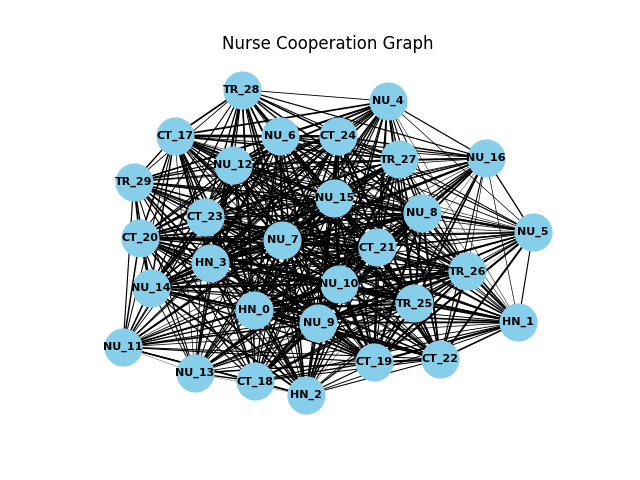 Nurse Cooperation Graph
TR_28
NU_4
CT_17
NU_6
CT_24
NU_12
TR_27
NU_16
TR_29
NU_15
CT_23
NU_8
CT_20
NU_7
CT_21
NU_5
HN_3
TR_26
NU_14
NU_10
HN_0
TR_25
NU_9
HN_1
NU_11
CT_19
CT_22
NU_13
CT_18
HN_2